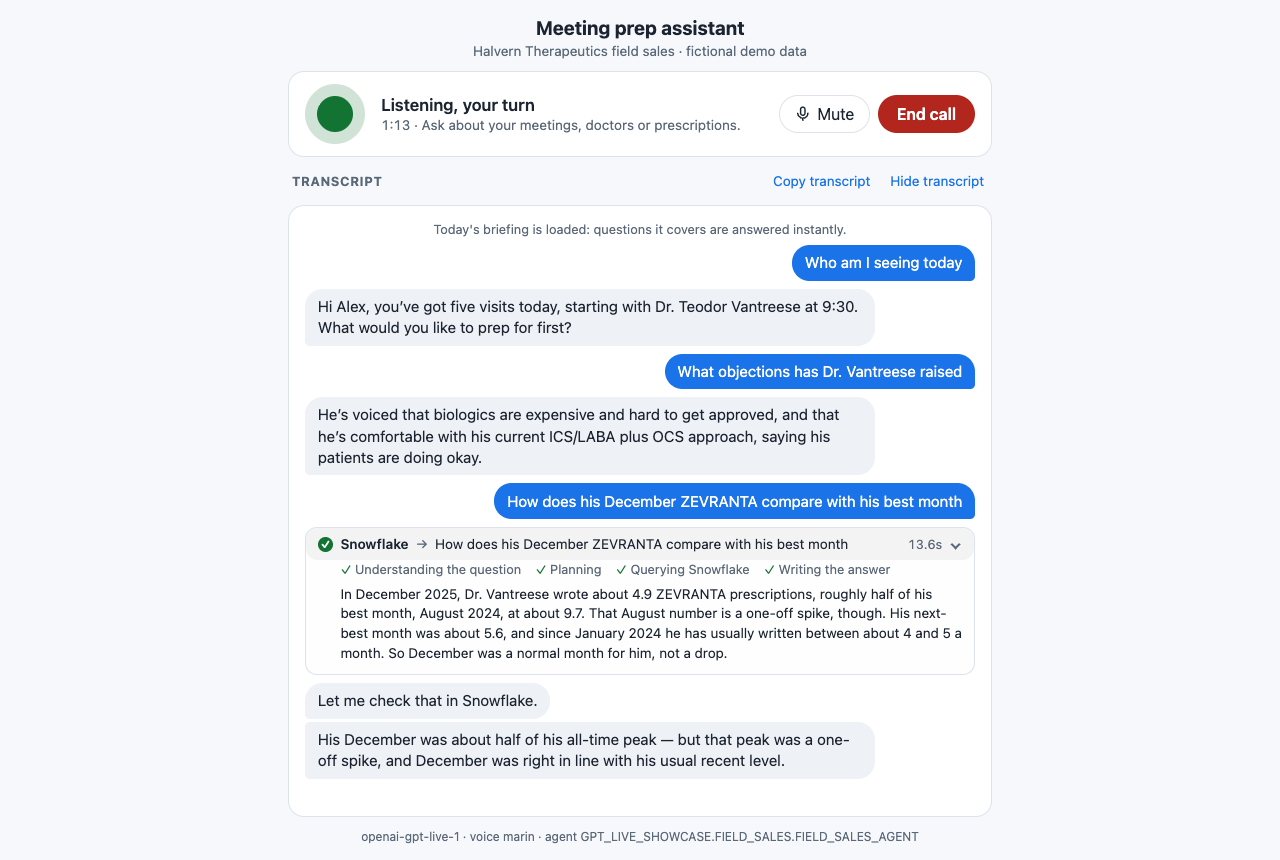 Meeting prep assistant
Halvern Therapeutics field sales · fictional demo data
Listening, your turn
1:13 · Ask about your meetings, doctors or prescriptions.
Mute
End call
TRANSCRIPT
Copy transcript
Hide transcript
Today's briefing is loaded: questions it covers are answered instantly.
Who am I seeing today
Hi Alex, you’ve got five visits today, starting with Dr. Teodor Vantreese at 9:30.
What would you like to prep for first?
What objections has Dr. Vantreese raised
He’s voiced that biologics are expensive and hard to get approved, and that
he’s comfortable with his current ICS/LABA plus OCS approach, saying his
patients are doing okay.
How does his December ZEVRANTA compare with his best month
Snowflake → How does his December ZEVRANTA compare with his best month 13.6s
✓ Understanding the question ✓ Planning ✓ Querying Snowflake ✓ Writing the answer
In December 2025, Dr. Vantreese wrote about 4.9 ZEVRANTA prescriptions, roughly half of his
best month, August 2024, at about 9.7. That August number is a one-off spike, though. His next-
best month was about 5.6, and since January 2024 he has usually written between about 4 and 5 a
month. So December was a normal month for him, not a drop.
Let me check that in Snowflake.
His December was about half of his all-time peak — but that peak was a one-
off spike, and December was right in line with his usual recent level.
openai-gpt-live-1 · voice marin · agent GPT_LIVE_SHOWCASE.FIELD_SALES.FIELD_SALES_AGENT